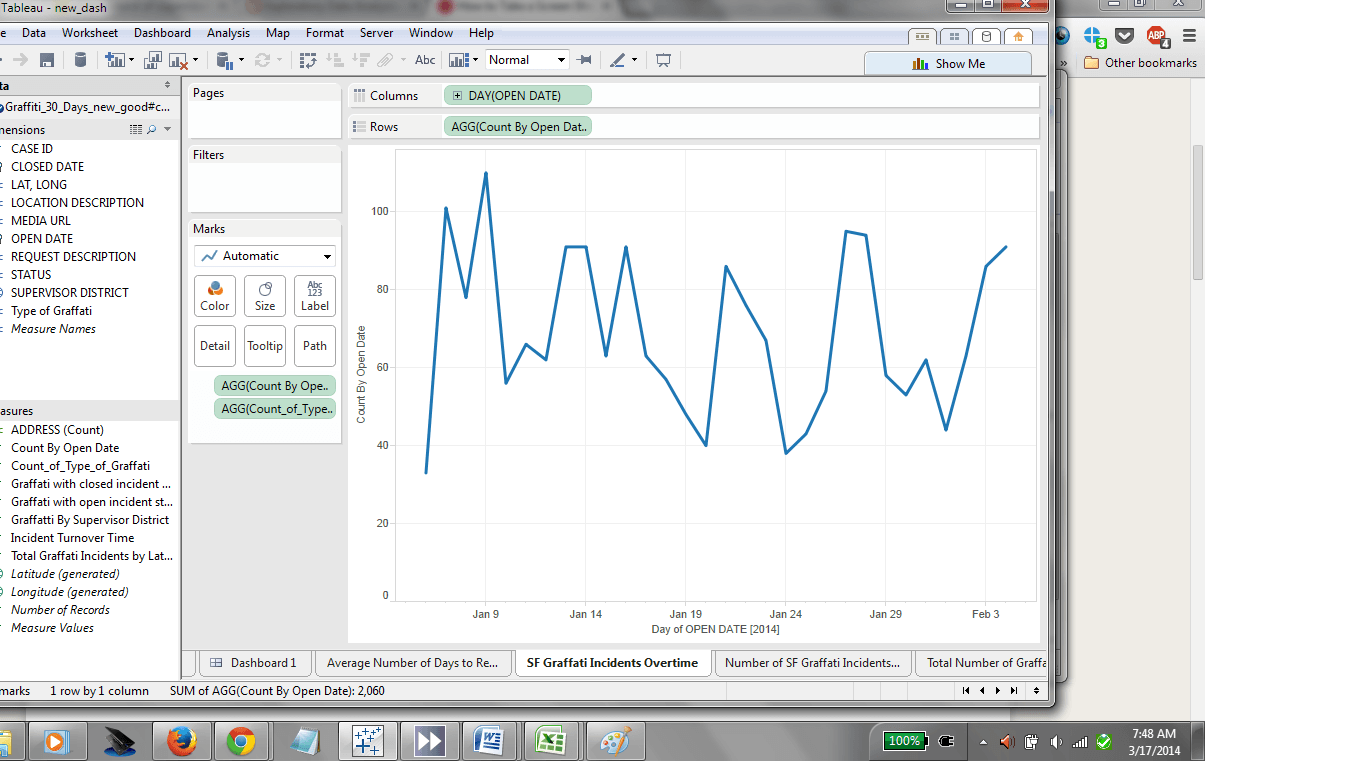 Tableau - new_dash
Data Worksheet Dashboard Analysis Map Format Server Window Help
Abc Normal
Show Me
ABP 4
3
Other bookmarks
Graffiti_30_Days_new_good#c...
CASE ID
CLOSED DATE
LAT, LONG
LOCATION DESCRIPTION
MEDIA URL
OPEN DATE
REQUEST DESCRIPTION
STATUS
SUPERVISOR DISTRICT
Type of Graffati
Measure Names
ADDRESS (Count)
Count By Open Date
Count_of_Type_of_Graffati
Graffati with closed incident ...
Graffati with open incident st...
Graffatti By Supervisor District
Incident Turnover Time
Total Graffati Incidents by Lat...
Latitude (generated)
Longitude (generated)
Number of Records
Measure Values
Pages
Filters
Marks
Automatic
Abc
123
Color Size Label
Detail Tooltip Path
AGG(Count By Ope..
AGG(Count_of_Type..
Columns DAY(OPEN DATE)
Rows AGG(Count By Open Dat..
Count By Open Date
100
80
60
40
20
0
Jan 9 Jan 14 Jan 19 Jan 24 Jan 29 Feb 3
Day of OPEN DATE [2014]
Dashboard 1 Average Number of Days to Re... SF Graffati Incidents Overtime Number of SF Graffati Incidents... Total Number of Graffa
marks 1 row by 1 column SUM of AGG(Count By Open Date): 2,060
100%
7:48 AM
3/17/2014